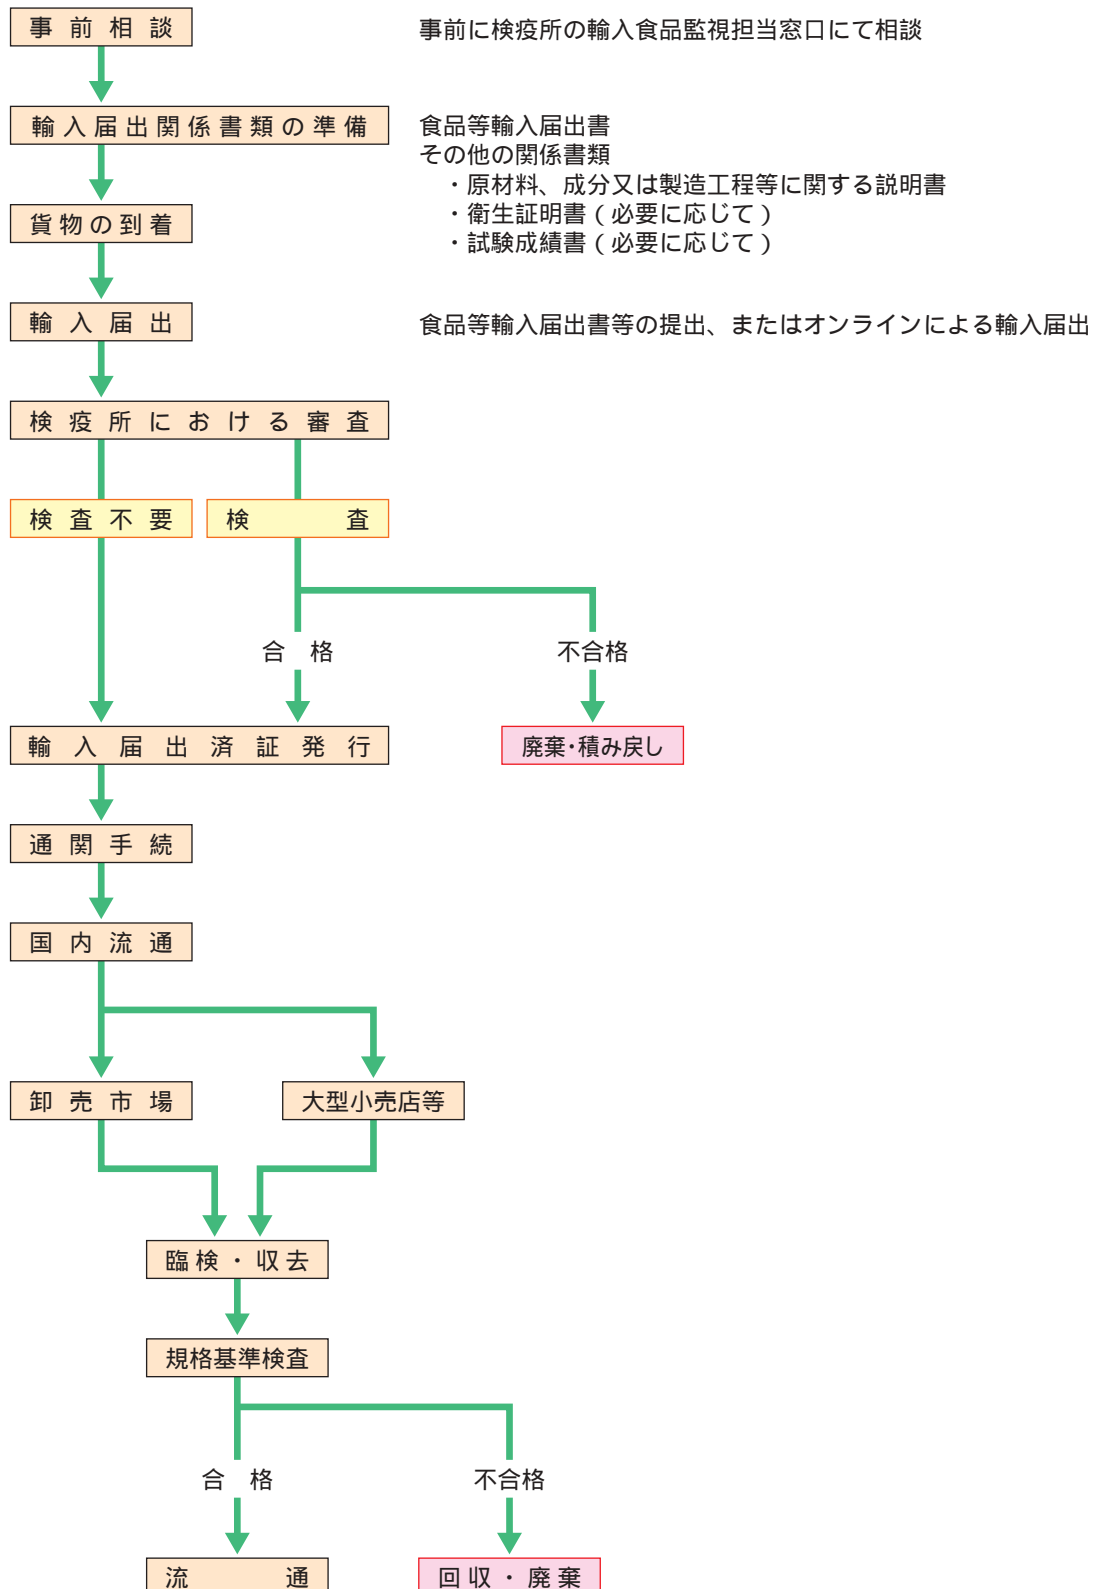 事前相談
事前に検疫所の輸入食品監視担当窓口にて相談
輸入届出関係書類の準備
食品等輸入届出書
その他の関係書類
・原材料、成分又は製造工程等に関する説明書
・衛生証明書（必要に応じて）
・試験成績書（必要に応じて）
貨物の到着
輸入届出
食品等輸入届出書等の提出、またはオンラインによる輸入届出
検疫所における審査
検査不要
検査
合格
不合格
輸入届出済証発行
廃棄・積み戻し
通関手続
国内流通
卸売市場
大型小売店等
臨検・収去
規格基準検査
合格
不合格
流通
回収・廃棄